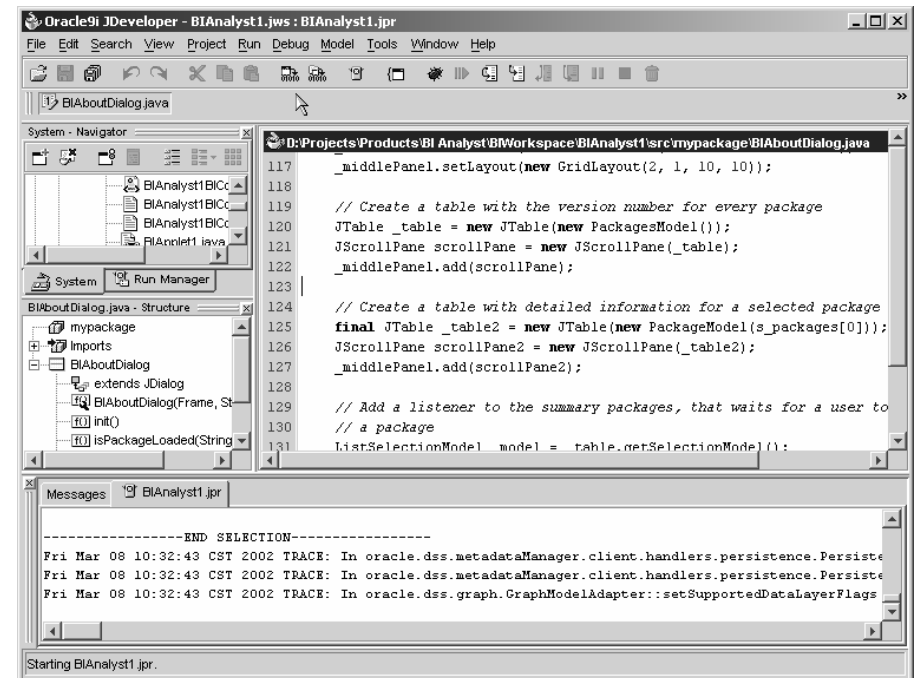 Oracle9i JDeveloper - BIAnalyst1.jws : BIAnalyst1.jpr
File Edit Search View Project Run Debug Model Tools Window Help
BIAboutDialog.java
System - Navigator
BIAnalyst1BICo
BIAnalyst1BICo
BIAnalyst1BICo
BIApplet1.java
System Run Manager
BIAboutDialog.java - Structure
mypackage
Imports
BIAboutDialog
extends JDialog
BIAboutDialog(Frame, St
init()
isPackageLoaded(String
D:\Projects\Products\BI Analyst\BIWorkspace\BIAnalyst1\src\mypackage\BIAboutDialog.java
117 _middlePanel.setLayout(new GridLayout(2, 1, 10, 10));
118
119 // Create a table with the version number for every package
120 JTable _table = new JTable(new PackagesModel());
121 JScrollPane scrollPane = new JScrollPane(_table);
122 _middlePanel.add(scrollPane);
123
124 // Create a table with detailed information for a selected package
125 final JTable _table2 = new JTable(new PackageModel(s_packages[0]));
126 JScrollPane scrollPane2 = new JScrollPane(_table2);
127 _middlePanel.add(scrollPane2);
128
129 // Add a listener to the summary packages, that waits for a user to
130 // a package
131 ListSelectionModel _model = _table.getSelectionModel();
Messages BIAnalyst1.jpr
------------------END SELECTION------------------
Fri Mar 08 10:32:43 CST 2002 TRACE: In oracle.dss.metadataManager.client.handlers.persistence.Persiste
Fri Mar 08 10:32:43 CST 2002 TRACE: In oracle.dss.metadataManager.client.handlers.persistence.Persiste
Fri Mar 08 10:32:43 CST 2002 TRACE: In oracle.dss.graph.GraphModelAdapter::setSupportedDataLayerFlags
Starting BIAnalyst1.jpr.